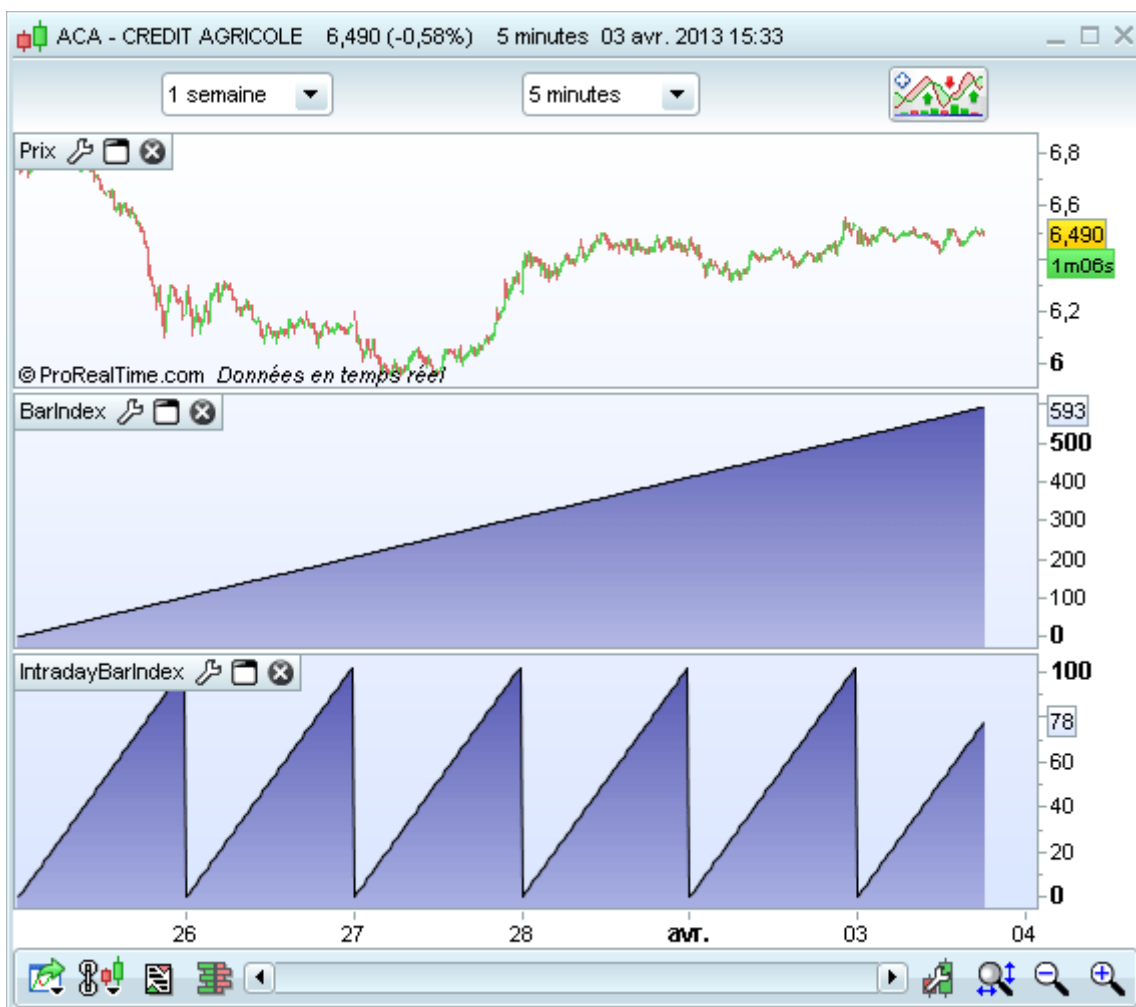 ACA - CREDIT AGRICOLE 6,490 (-0,58%) 5 minutes 03 avr. 2013 15:33
1 semaine 5 minutes
Prix
6,8
6,6
6,490
1m06s
6,2
6
© ProRealTime.com Données en temps réel
BarIndex
593
500
400
300
200
100
0
IntradayBarIndex
100
78
60
40
20
0
26 27 28 avr. 03 04